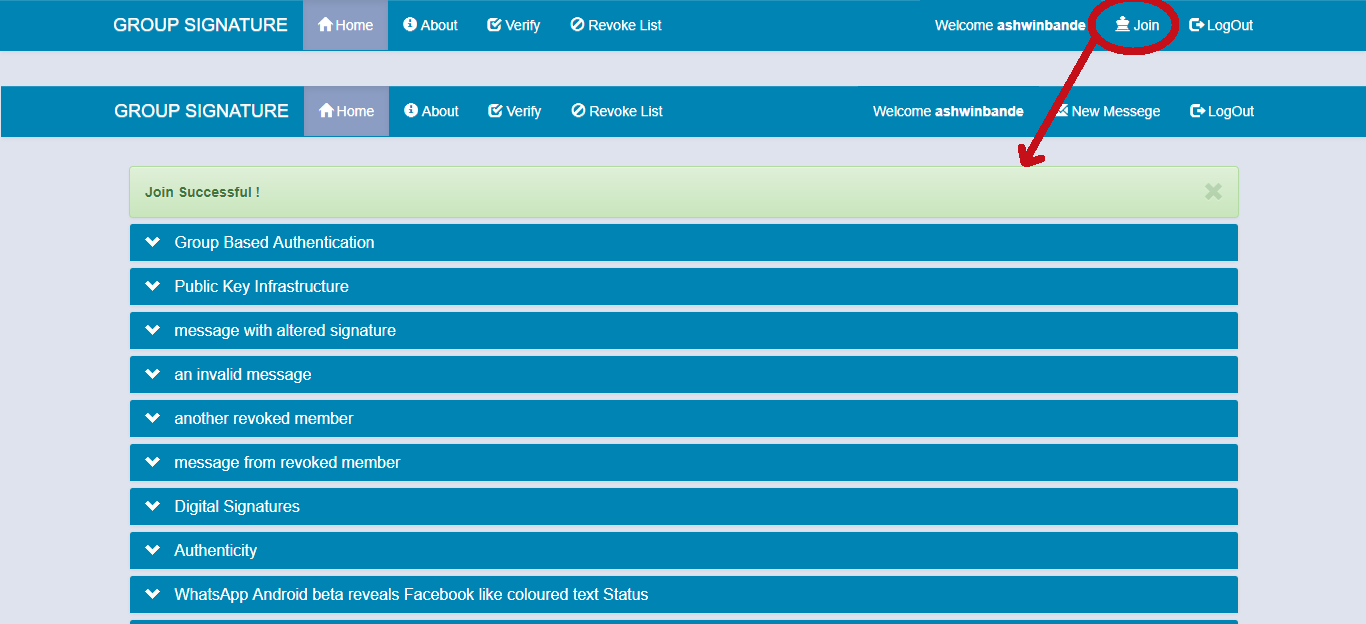 GROUP SIGNATURE Home About Verify Revoke List Welcome ashwinbande Join LogOut
GROUP SIGNATURE Home About Verify Revoke List Welcome ashwinbande New Messege LogOut
Join Successful !
Group Based Authentication
Public Key Infrastructure
message with altered signature
an invalid message
another revoked member
message from revoked member
Digital Signatures
Authenticity
WhatsApp Android beta reveals Facebook like coloured text Status